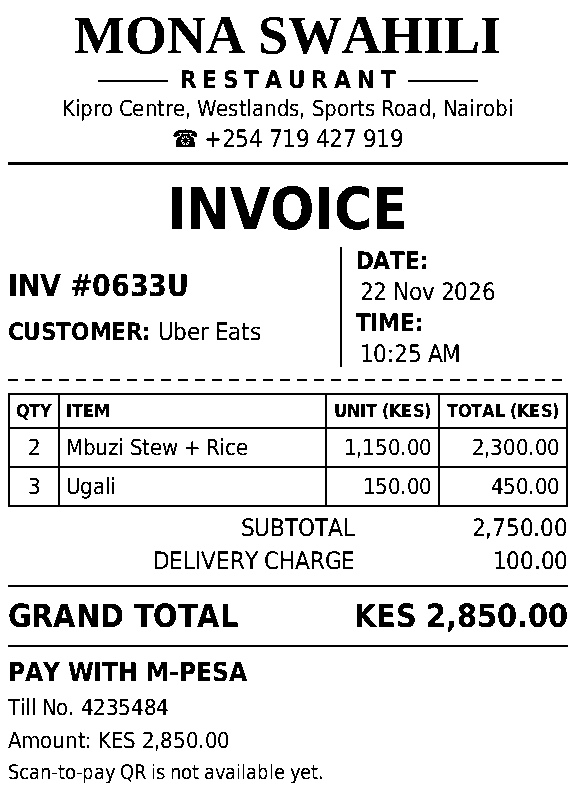 MONA SWAHILI
RESTAURANT
Kipro Centre, Westlands, Sports Road, Nairobi
☎ +254 719 427 919
INVOICE
INV #0633U
CUSTOMER: Uber Eats
DATE:
22 Nov 2026
TIME:
10:25 AM
QTY ITEM UNIT (KES) TOTAL (KES)
2 Mbuzi Stew + Rice 1,150.00 2,300.00
3 Ugali 150.00 450.00
SUBTOTAL 2,750.00
DELIVERY CHARGE 100.00
GRAND TOTAL KES 2,850.00
PAY WITH M-PESA
Till No. 4235484
Amount: KES 2,850.00
Scan-to-pay QR is not available yet.